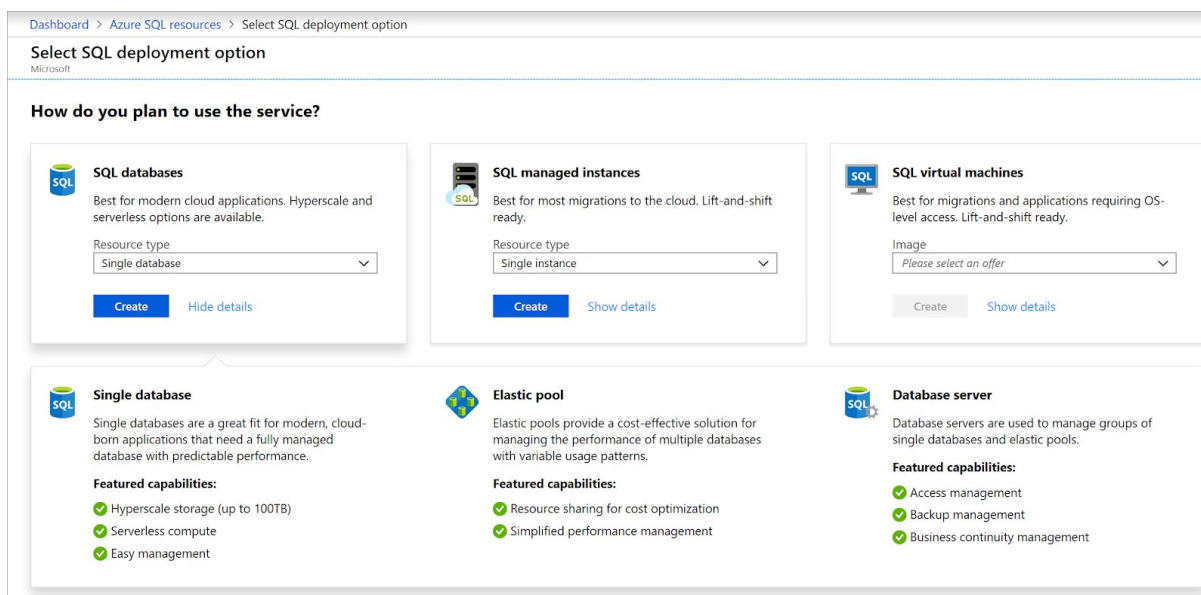 Dashboard > Azure SQL resources > Select SQL deployment option
Select SQL deployment option
Microsoft
How do you plan to use the service?
SQL
SQL databases
Best for modern cloud applications. Hyperscale and
serverless options are available.
Resource type
Single database
Create
Hide details
SQL
SQL managed instances
Best for most migrations to the cloud. Lift-and-shift
ready.
Resource type
Single instance
Create
Show details
SQL
SQL virtual machines
Best for migrations and applications requiring OS-
level access. Lift-and-shift ready.
Image
Please select an offer
Create
Show details
SQL
Single database
Single databases are a great fit for modern, cloud-
born applications that need a fully managed
database with predictable performance.
Featured capabilities:
Hyperscale storage (up to 100TB)
Serverless compute
Easy management
Elastic pool
Elastic pools provide a cost-effective solution for
managing the performance of multiple databases
with variable usage patterns.
Featured capabilities:
Resource sharing for cost optimization
Simplified performance management
SQL
Database server
Database servers are used to manage groups of
single databases and elastic pools.
Featured capabilities:
Access management
Backup management
Business continuity management